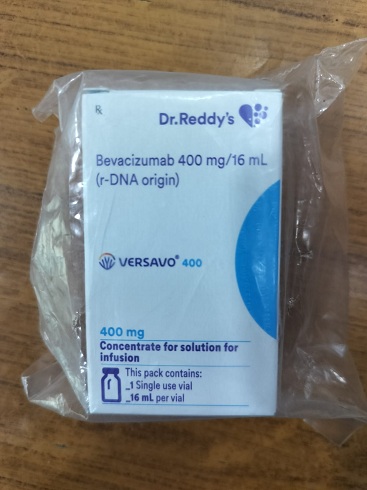 Rx
Dr.Reddy's
Bevacizumab 400 mg/16 mL
(r-DNA origin)
VERSAVO® 400
400 mg
Concentrate for solution for
infusion
This pack contains:
_1 Single use vial
_16 mL per vial